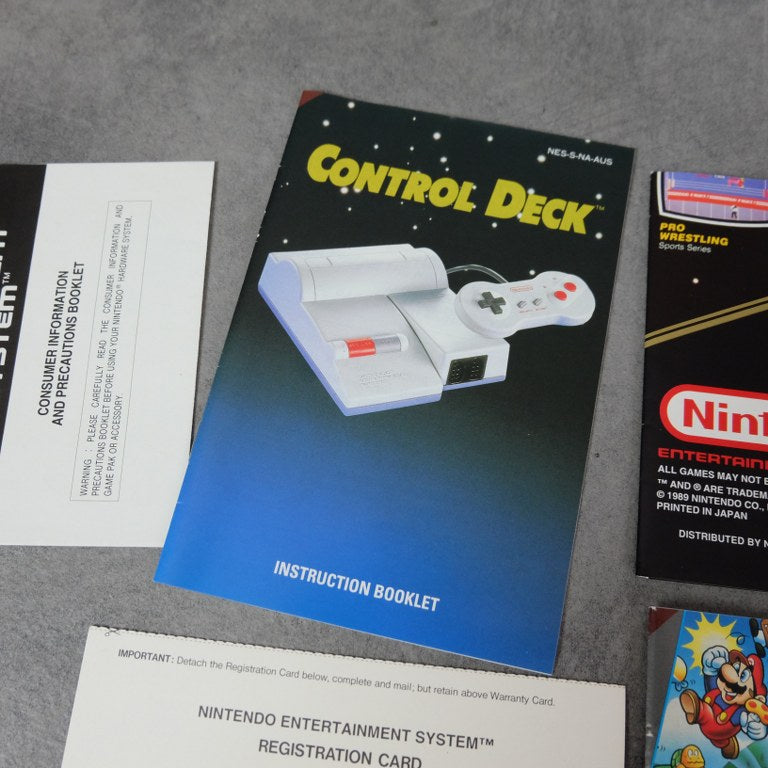 NES-S-NA-AUS
CONTROL DECK™
Nintendo
INSTRUCTION BOOKLET
CONSUMER INFORMATION
AND PRECAUTIONS BOOKLET
WARNING : PLEASE CAREFULLY READ THE CONSUMER INFORMATION AND
PRECAUTIONS BOOKLET BEFORE USING YOUR NINTENDO® HARDWARE SYSTEM,
GAME PAK OR ACCESSORY.
PRO
WRESTLING
Sports Series
Nint
ENTERTAIN
ALL GAMES MAY NOT B
™ AND ® ARE TRADEM
© 1989 NINTENDO CO.,
PRINTED IN JAPAN
DISTRIBUTED BY N
IMPORTANT: Detach the Registration Card below, complete and mail; but retain above Warranty Card.
NINTENDO ENTERTAINMENT SYSTEM™
REGISTRATION CARD